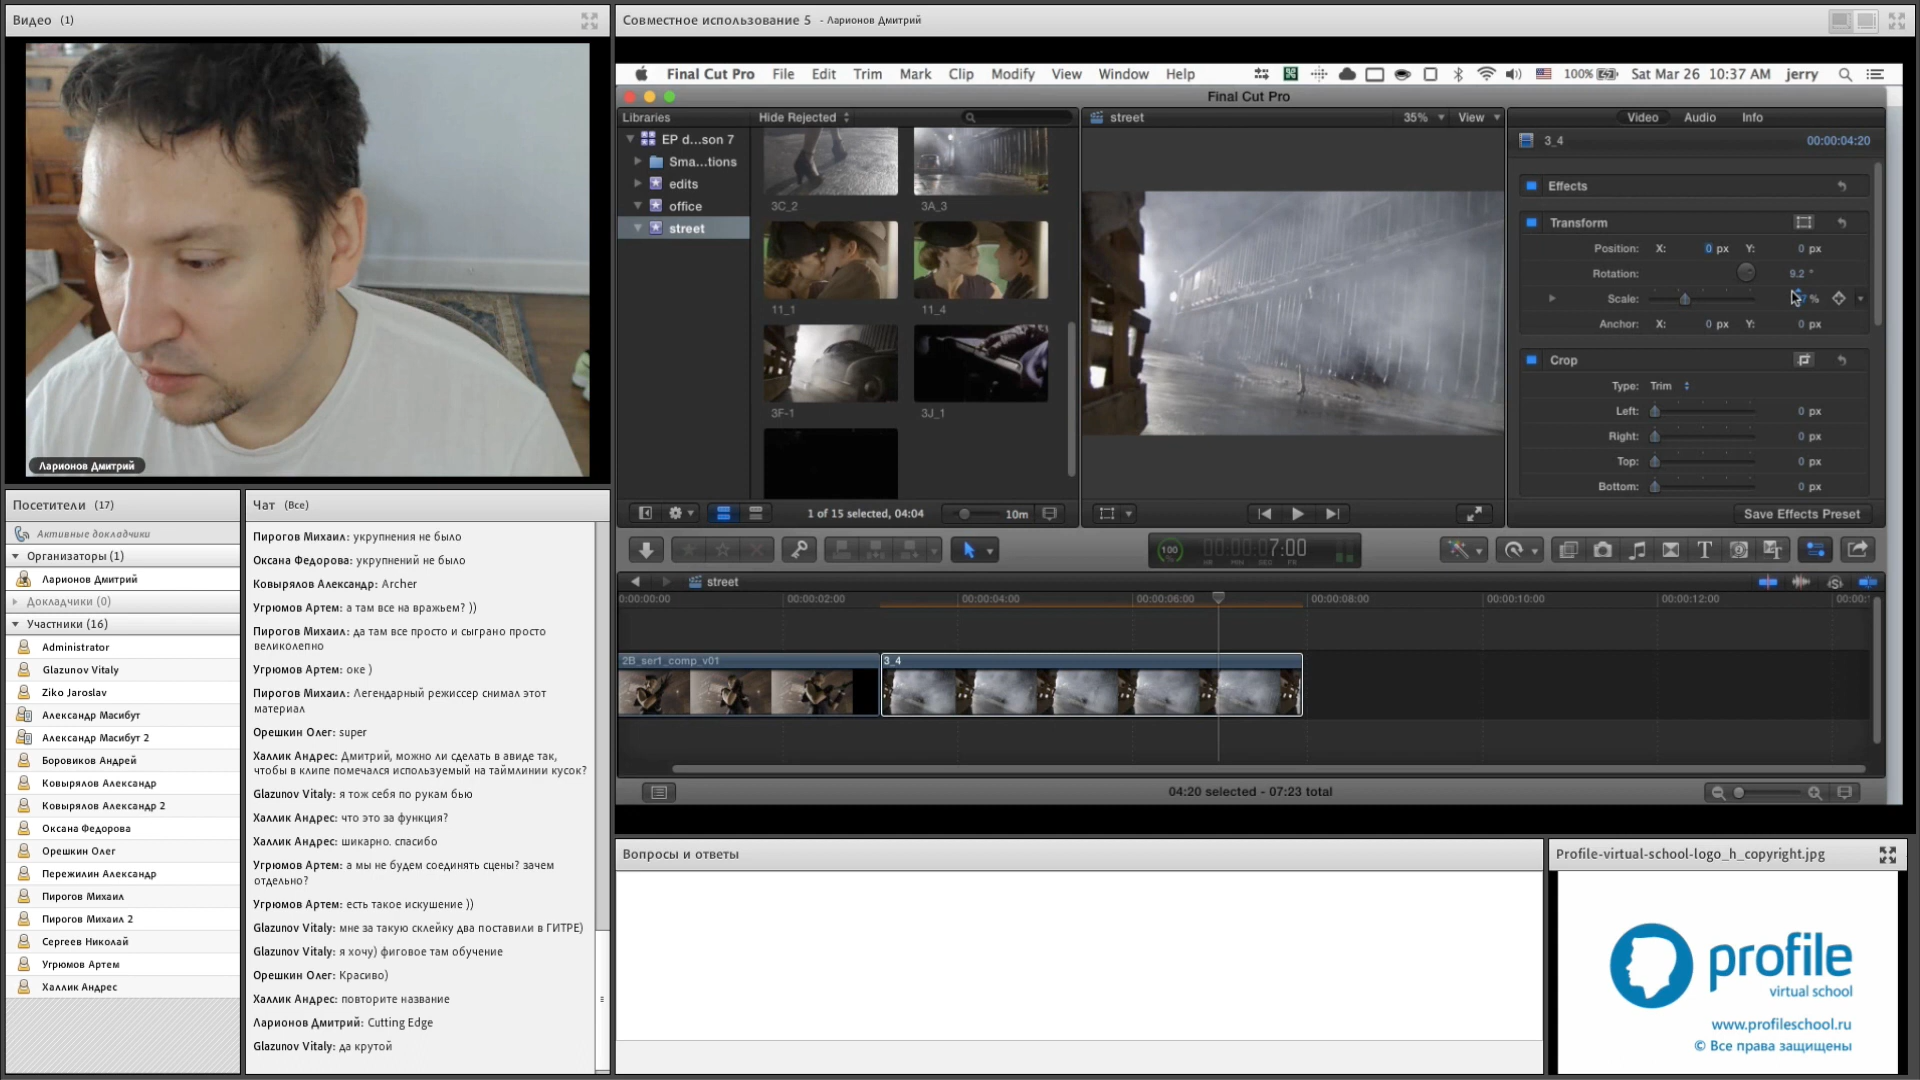 Видео (1)
Ларионов Дмитрий
Посетители (17)
Активные докладчики
Организаторы (1)
Ларионов Дмитрий
Докладчики (0)
Участники (16)
Administrator
Glazunov Vitaly
Ziko Jaroslav
Александр Масибут
Александр Масибут 2
Боровиков Андрей
Ковырялов Александр
Ковырялов Александр 2
Оксана Федорова
Орешкин Олег
Пережилин Александр
Пирогов Михаил
Пирогов Михаил 2
Сергеев Николай
Угрюмов Артем
Халлик Андрес
Чат (Все)
Пирогов Михаил: укрупнения не было
Оксана Федорова: укрупнений не было
Ковырялов Александр: Archer
Угрюмов Артем: а там все на вражьем? ))
Пирогов Михаил: да там все просто и сыграно просто
великолепно
Угрюмов Артем: оке )
Пирогов Михаил: Легендарный режиссер снимал этот
материал
Орешкин Олег: super
Халлик Андрес: Дмитрий, можно ли сделать в авиде так,
чтобы в клипе помечался используемый на таймлинии кусок?
Glazunov Vitaly: я тож себя по рукам бью
Халлик Андрес: что это за функция?
Халлик Андрес: шикарно. спасибо
Угрюмов Артем: а мы не будем соединять сцены? зачем
отдельно?
Угрюмов Артем: есть такое искушение ))
Glazunov Vitaly: мне за такую склейку два поставили в ГИТРЕ)
Glazunov Vitaly: я хочу) фиговое там обучение
Орешкин Олег: Красиво)
Халлик Андрес: повторите название
Ларионов Дмитрий: Cutting Edge
Glazunov Vitaly: да крутой
Совместное использование 5 - Ларионов Дмитрий
Final Cut Pro File Edit Trim Mark Clip Modify View Window Help 100% Sat Mar 26 10:37 AM jerry
Final Cut Pro
Libraries
EP d...son 7
Sma...tions
edits
office
street
Hide Rejected
3C_2 3A_3
11_1 11_4
3F-1 3J_1
1 of 15 selected, 04:04 10m
street 35% View
Video Audio Info
3_4 00:00:04:20
Effects
Transform
Position: X: 0 px Y: 0 px
Rotation: 9.2 °
Scale: %
Anchor: X: 0 px Y: 0 px
Crop
Type: Trim
Left: 0 px
Right: 0 px
Top: 0 px
Bottom: 0 px
Save Effects Preset
100 00:00:07:00
HR MIN SEC FR
street
0:00:00:00 00:00:02:00 00:00:04:00 00:00:06:00 00:00:08:00 00:00:10:00 00:00:12:00
2B_ser1_comp_v01 3_4
04:20 selected - 07:23 total
Вопросы и ответы
Profile-virtual-school-logo_h_copyright.jpg
profile
virtual school
www.profileschool.ru
© Все права защищены